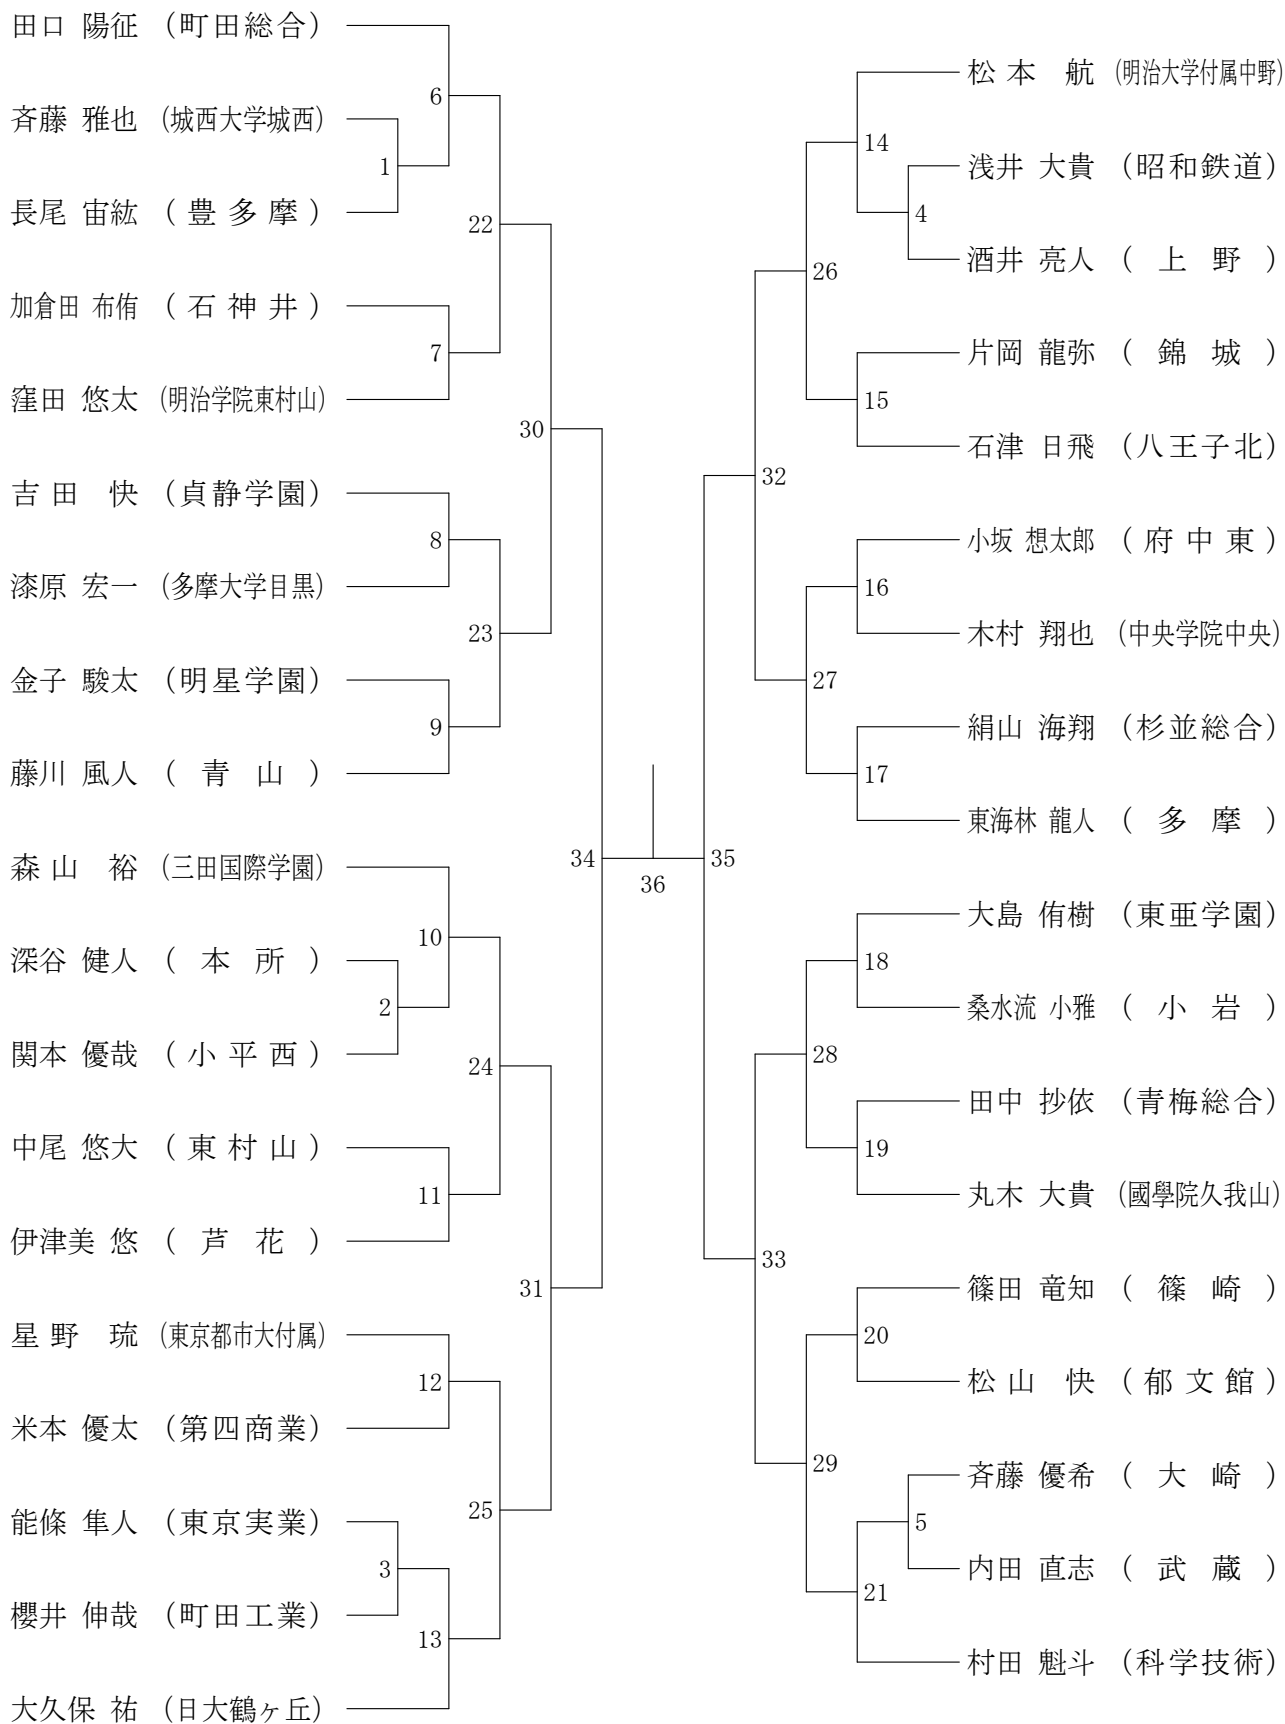 田口 陽征 (町田総合)
斉藤 雅也 (城西大学城西)
長尾 宙紘 (豊多摩)
加倉田 布侑 (石神井)
窪田 悠太 (明治学院東村山)
吉田 快 (貞静学園)
漆原 宏一 (多摩大学目黒)
金子 駿太 (明星学園)
藤川 風人 (青山)
森山 裕 (三田国際学園)
深谷 健人 (本所)
関本 優哉 (小平西)
中尾 悠大 (東村山)
伊津美 悠 (芦花)
星野 琉 (東京都市大付属)
米本 優太 (第四商業)
能條 隼人 (東京実業)
櫻井 伸哉 (町田工業)
大久保 祐 (日大鶴ヶ丘)
1
2
3
6
7
8
9
10
11
12
13
22
23
24
25
30
31
34
36
35
32
33
26
27
28
29
14
15
16
17
18
19
20
21
4
5
松本 航 (明治大学付属中野)
浅井 大貴 (昭和鉄道)
酒井 亮人 (上野)
片岡 龍弥 (錦城)
石津 日飛 (八王子北)
小坂 想太郎 (府中東)
木村 翔也 (中央学院中央)
絹山 海翔 (杉並総合)
東海林 龍人 (多摩)
大島 侑樹 (東亜学園)
桑水流 小雅 (小岩)
田中 抄依 (青梅総合)
丸木 大貴 (國學院久我山)
篠田 竜知 (篠崎)
松山 快 (郁文館)
斉藤 優希 (大崎)
内田 直志 (武蔵)
村田 魁斗 (科学技術)